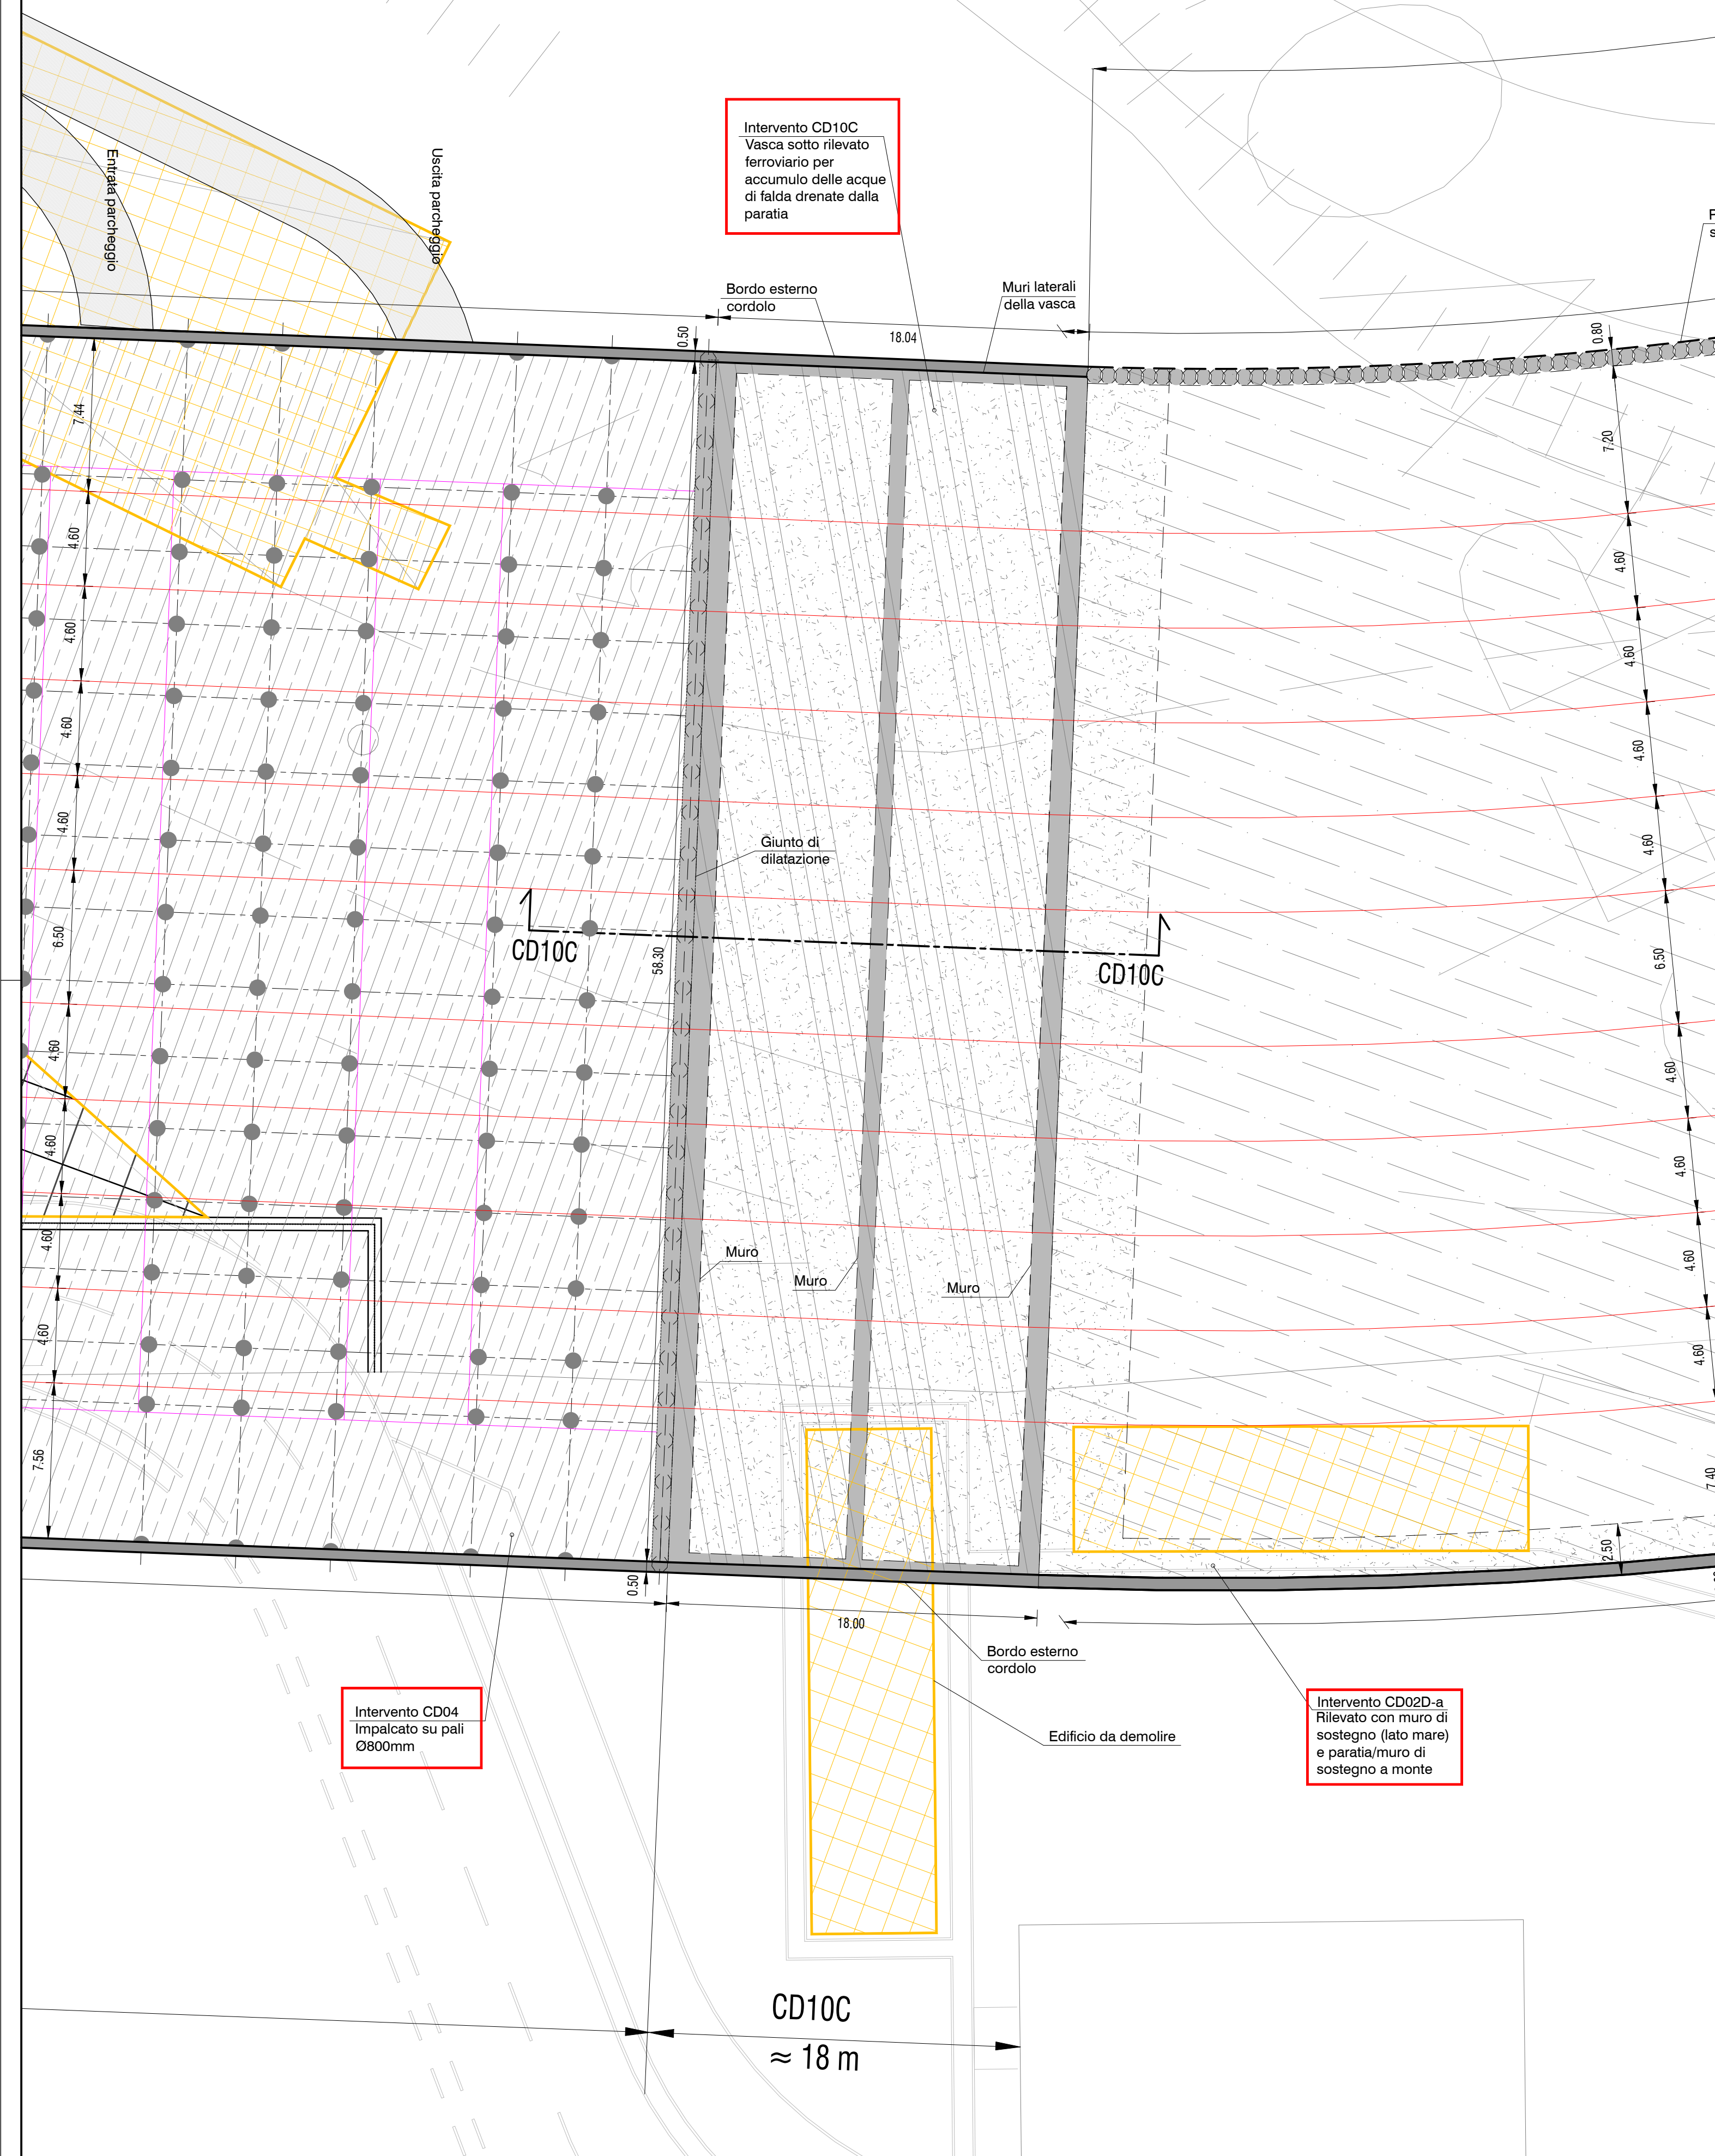 Intervento CD10C
Vasca sotto rilevato
ferroviario per
accumulo delle acque
di falda drenate dalla
paratia
Entrata parcheggio
Uscita parcheggio
Bordo esterno
cordolo
Muri laterali
della vasca
0.50
18.04
0.80
7.44
4.60
4.60
4.60
4.60
6.50
4.60
4.60
4.60
4.60
7.56
7.20
4.60
4.60
4.60
4.60
6.50
4.60
4.60
4.60
4.60
7.40
2.50
Giunto di
dilatazione
58.30
CD10C
CD10C
Muro
Muro
Muro
0.50
18.00
Bordo esterno
cordolo
Edificio da demolire
Intervento CD04
Impalcato su pali
Ø800mm
Intervento CD02D-a
Rilevato con muro di
sostegno (lato mare)
e paratia/muro di
sostegno a monte
CD10C
≈ 18 m